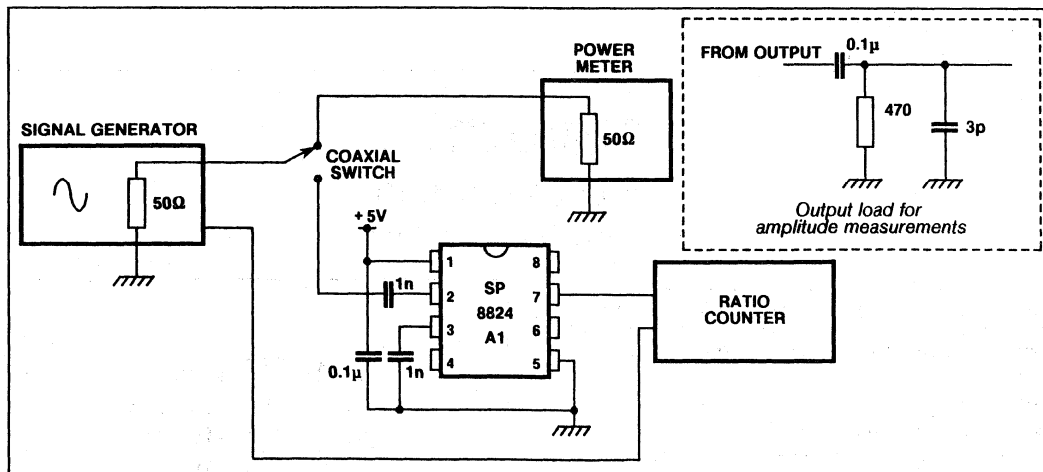 POWER
METER
FROM OUTPUT
0.1µ
470
3p
Output load for
amplitude measurements
SIGNAL GENERATOR
50Ω
50Ω
COAXIAL
SWITCH
+ 5V
1n
0.1µ
1n
1
2
3
4
SP
8824
A1
8
7
6
5
RATIO
COUNTER